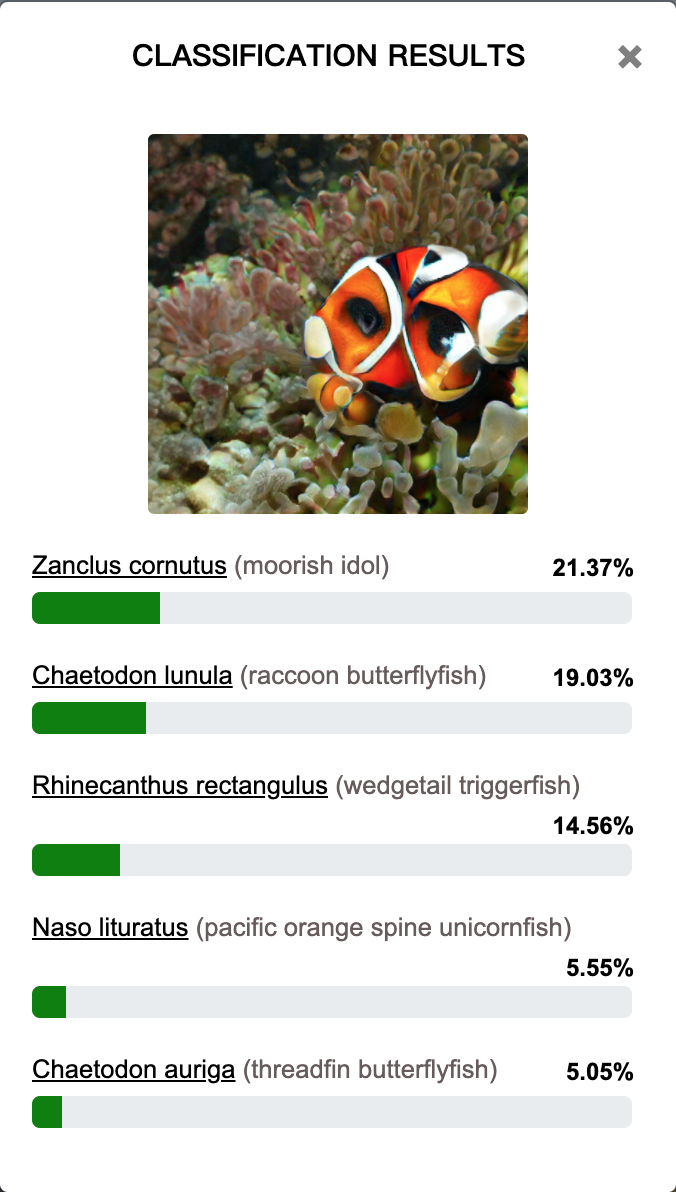 CLASSIFICATION RESULTS
Zanclus cornutus (moorish idol) 21.37%
Chaetodon lunula (raccoon butterflyfish) 19.03%
Rhinecanthus rectangulus (wedgetail triggerfish)
14.56%
Naso lituratus (pacific orange spine unicornfish)
5.55%
Chaetodon auriga (threadfin butterflyfish) 5.05%